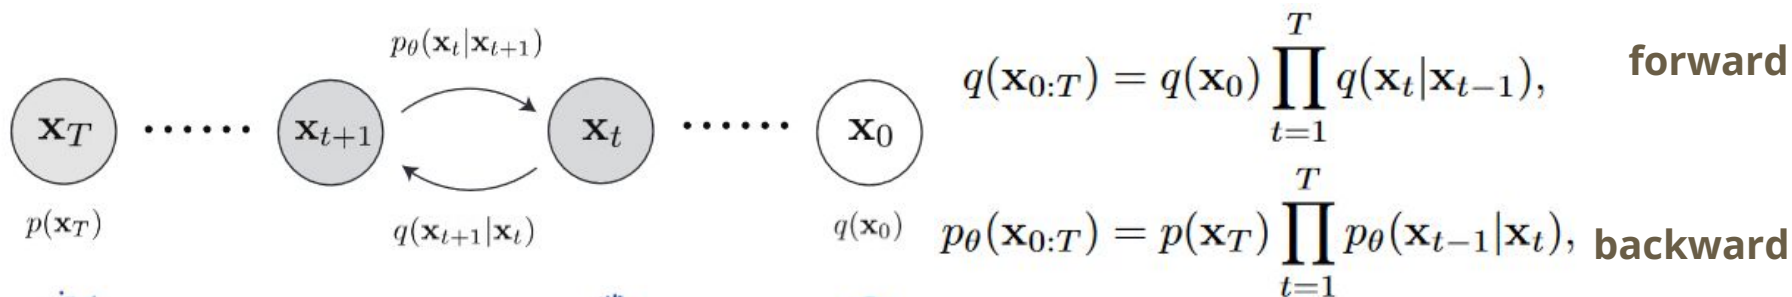 p_θ(x_t|x_{t+1})
x_T ...... x_{t+1} x_t ...... x_0
p(x_T) q(x_{t+1}|x_t) q(x_0)
q(x_{0:T}) = q(x_0) ∏_{t=1}^{T} q(x_t|x_{t-1}), forward
p_θ(x_{0:T}) = p(x_T) ∏_{t=1}^{T} p_θ(x_{t-1}|x_t), backward